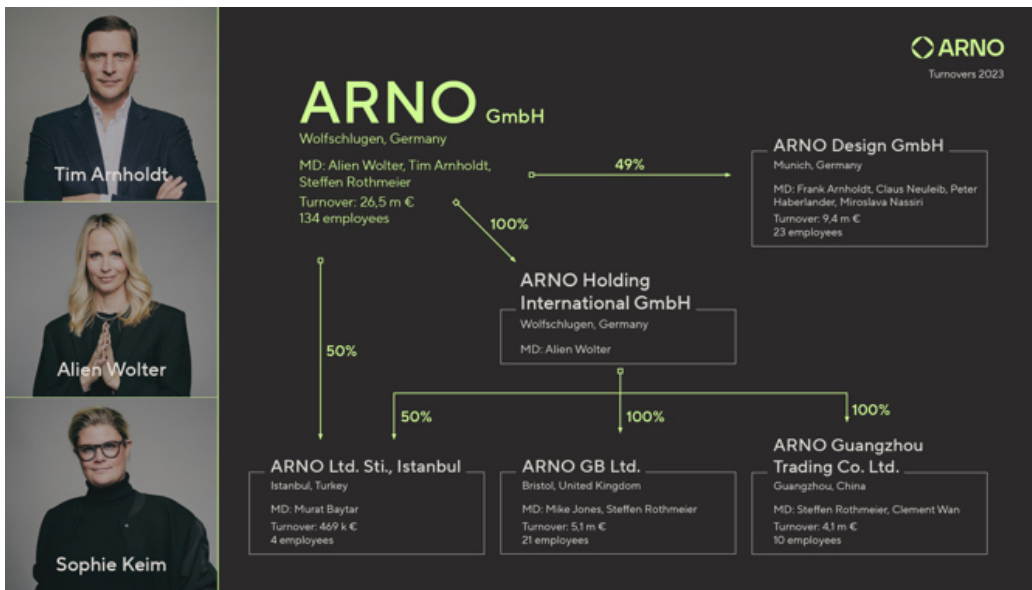 Tim Arnholdt
Alien Wolter
Sophie Keim
ARNO
Turnovers 2023
ARNO GmbH
Wolfschlugen, Germany
MD: Alien Wolter, Tim Arnholdt,
Steffen Rothmeier
Turnover: 26,5 m €
134 employees
49%
100%
50%
ARNO Design GmbH
Munich, Germany
MD: Frank Arnholdt, Claus Neuleib, Peter
Haberlander, Miroslava Nassiri
Turnover: 9,4 m €
23 employees
ARNO Holding
International GmbH
Wolfschlugen, Germany
MD: Alien Wolter
50%
100%
100%
ARNO Ltd. Sti., Istanbul
Istanbul, Turkey
MD: Murat Baytar
Turnover: 469 k €
4 employees
ARNO GB Ltd.
Bristol, United Kingdom
MD: Mike Jones, Steffen Rothmeier
Turnover: 5,1 m €
21 employees
ARNO Guangzhou
Trading Co. Ltd.
Guangzhou, China
MD: Steffen Rothmeier, Clement Wan
Turnover: 4,1 m €
10 employees